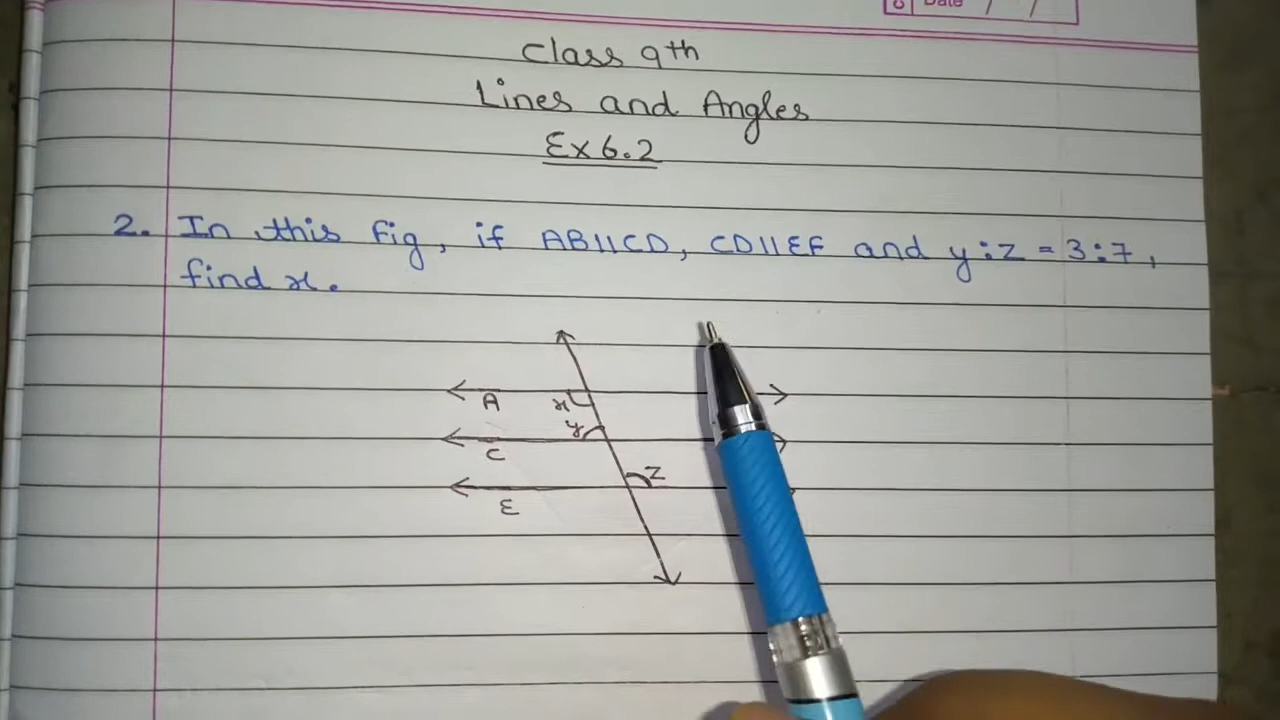 Date / /
Class 9th
Lines and Angles
Ex 6.2
2. In this Fig, if AB||CD, CD||EF and y:z = 3:7,
find x.
A
x
y
C
z
E